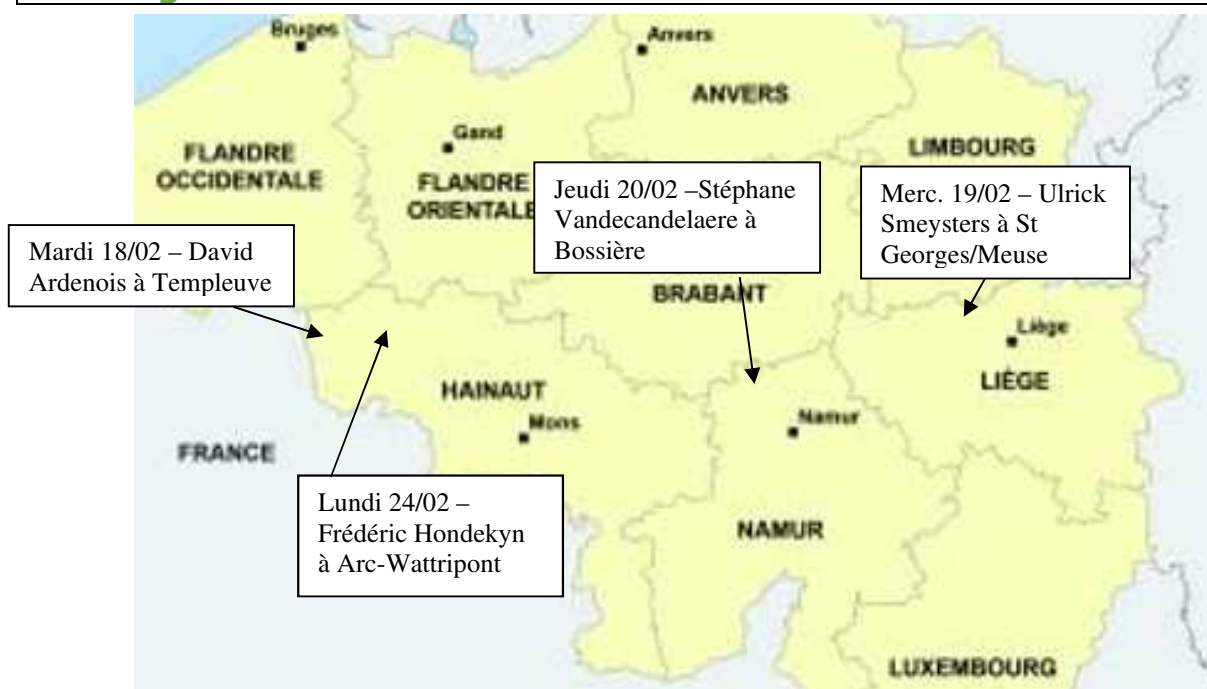 Bruges
Anvers
ANVERS
Gand
FLANDRE
OCCIDENTALE
FLANDRE
ORIENTALE
LIMBOURG
Jeudi 20/02 –Stéphane
Vandecandelaere à
Bossière
Merc. 19/02 – Ulrick
Smeysters à St
Georges/Meuse
Mardi 18/02 – David
Ardenois à Templeuve
BRABANT
Liège
LIÈGE
HAINAUT
Mons
Namur
FRANCE
Lundi 24/02 –
Frédéric Hondekyn
à Arc-Wattripont
NAMUR
LUXEMBOURG